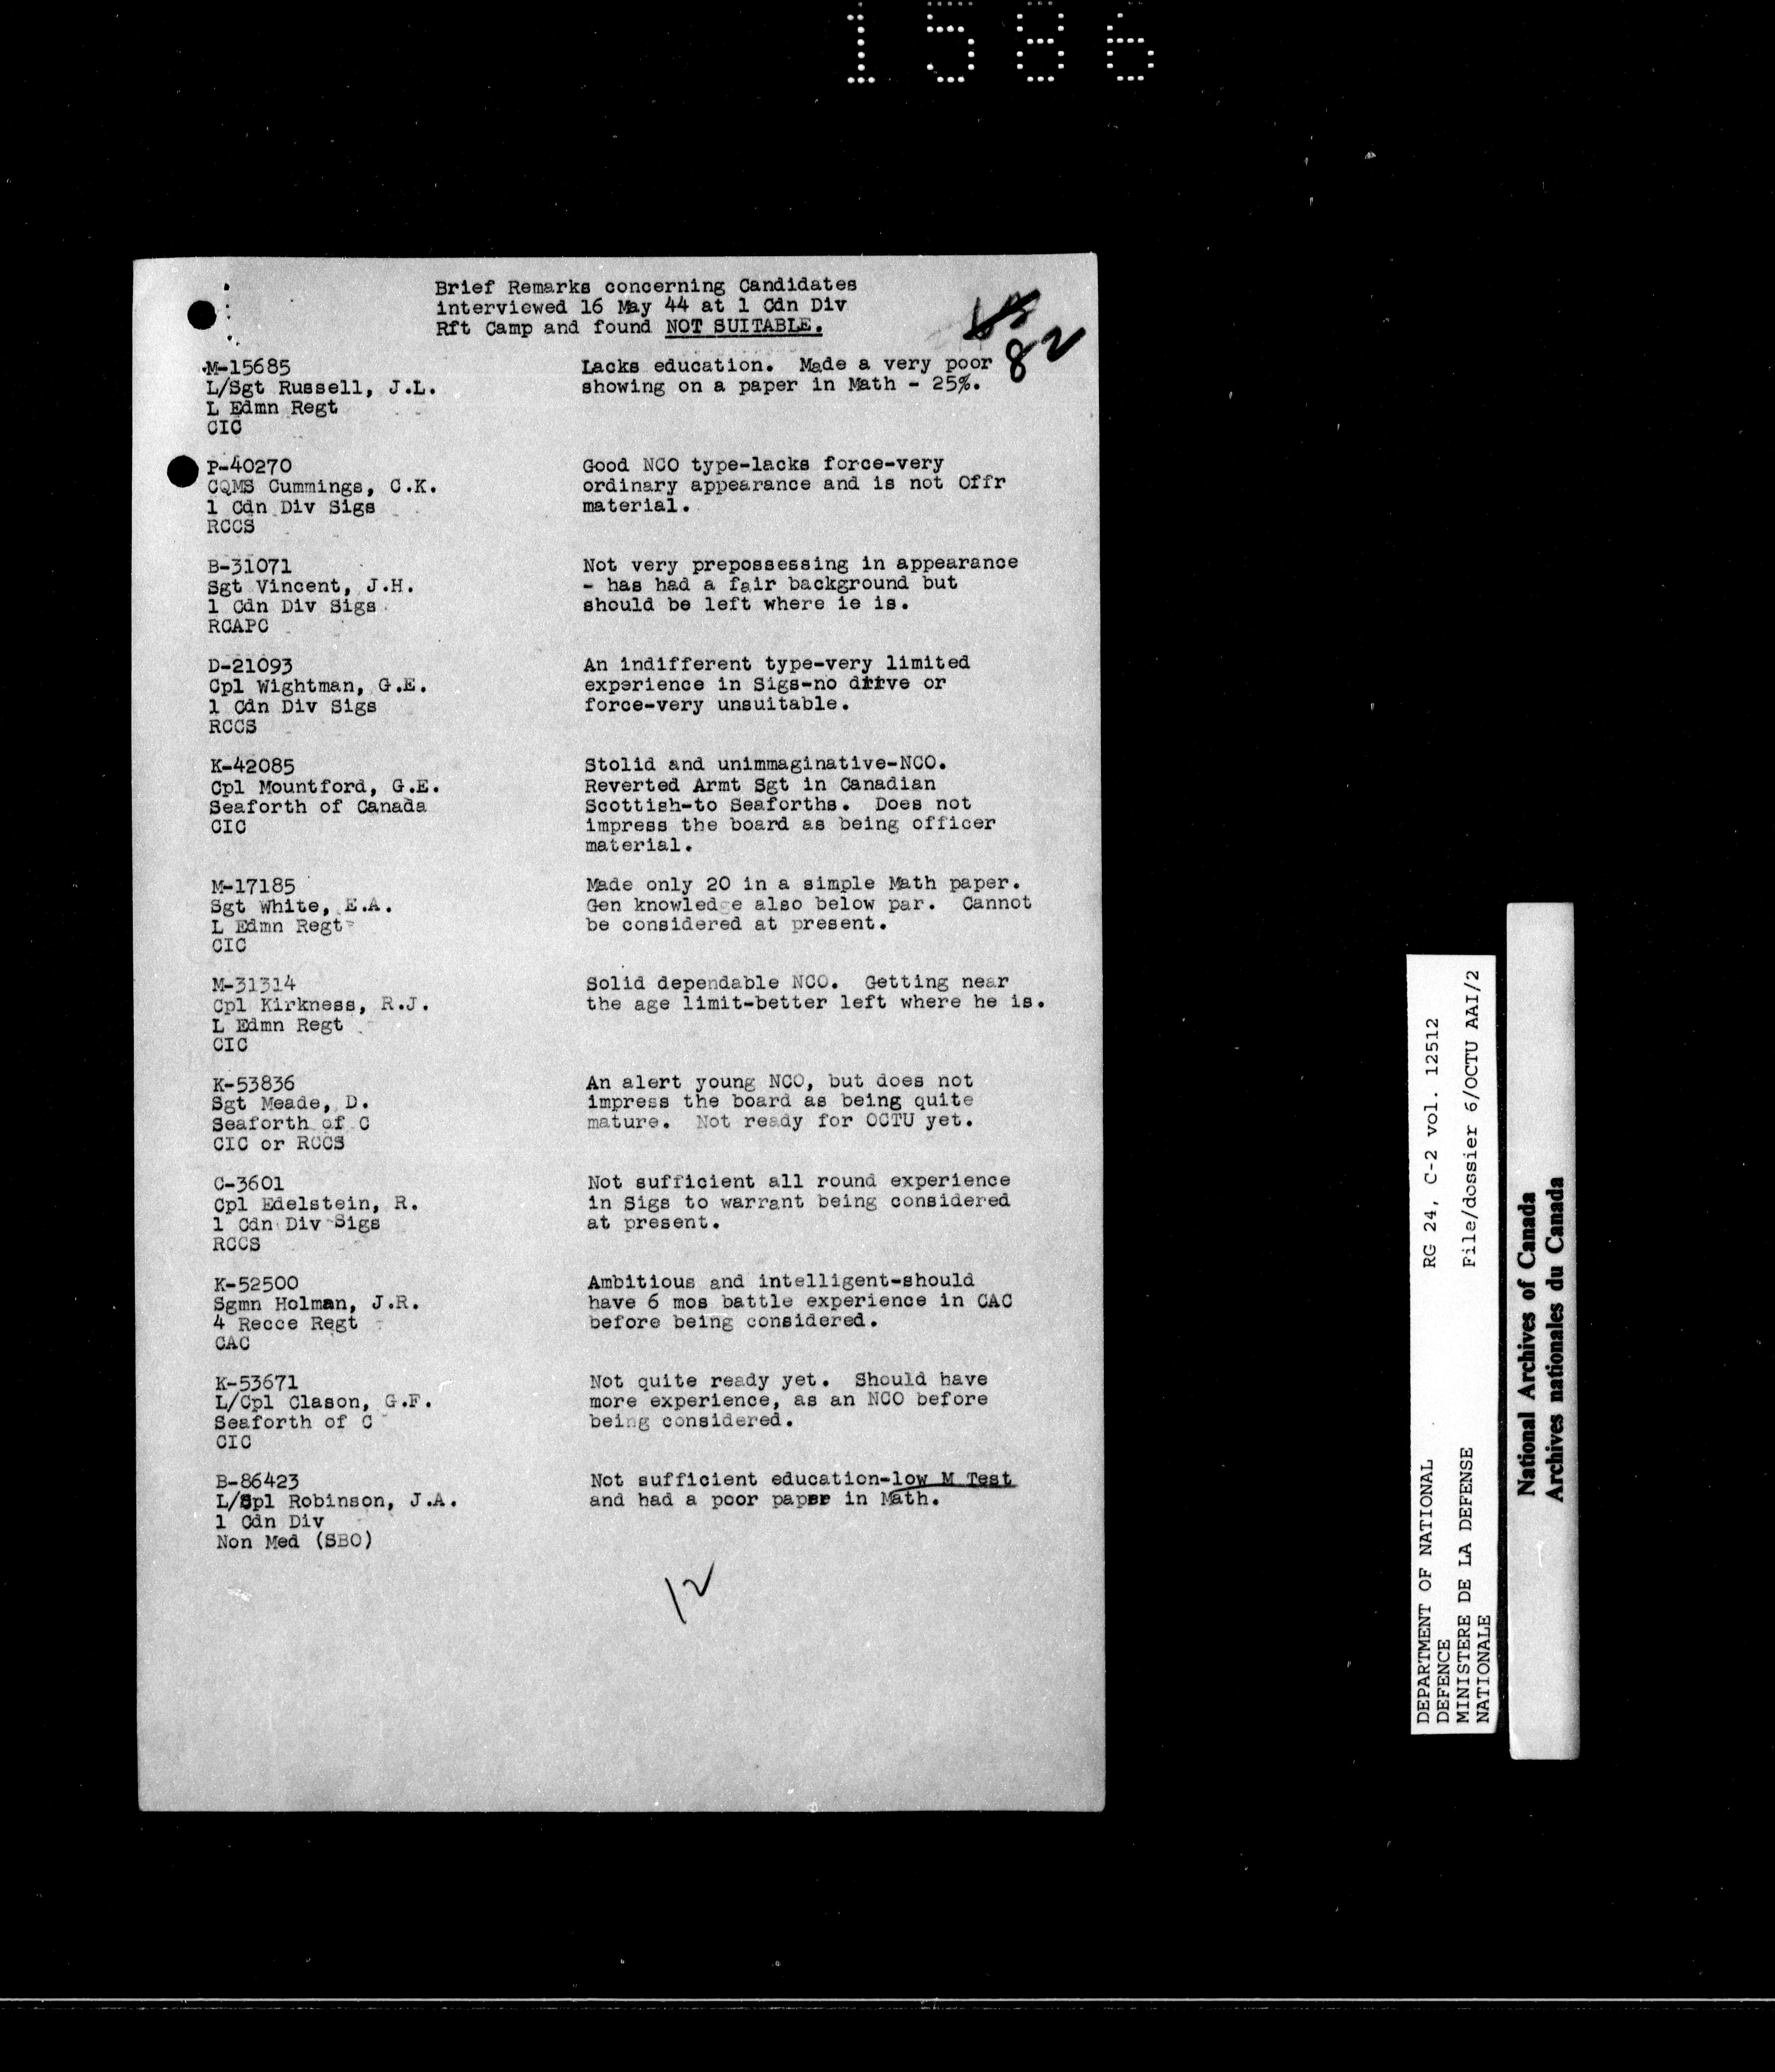 1586
Brief Remarks concerning Candidates
interviewed 16 May 44 at 1 Cdn Div
Rft Camp and found NOT SUITABLE.
82
M-15685
L/Sgt Russell, J.L.
L Edmn Regt
CIC
Lacks education. Made a very poor
showing on a paper in Math - 25%.
P-40270
CQMS Cummings, C.K.
1 Cdn Div Sigs
RCCS
Good NCO type-lacks force-very
ordinary appearance and is not Offr
material.
B-31071
Sgt Vincent, J.H.
1 Cdn Div Sigs
RCAPC
Not very prepossessing in appearance
- has had a fair background but
should be left where ie is.
D-21093
Cpl Wightman, G.E.
1 Cdn Div Sigs
RCCS
An indifferent type-very limited
experience in Sigs-no drive or
force-very unsuitable.
K-42085
Cpl Mountford, G.E.
Seaforth of Canada
CIC
Stolid and unimmaginative-NCO.
Reverted Armt Sgt in Canadian
Scottish-to Seaforths. Does not
impress the board as being officer
material.
M-17185
Sgt White, E.A.
L Edmn Regt
CIC
Made only 20 in a simple Math paper.
Gen knowledge also below par. Cannot
be considered at present.
M-31314
Cpl Kirkness, R.J.
L Edmn Regt
CIC
Solid dependable NCO. Getting near
the age limit-better left where he is.
K-53836
Sgt Meade, D.
Seaforth of C
CIC or RCCS
An alert young NCO, but does not
impress the board as being quite
mature. Not ready for OCTU yet.
C-3601
Cpl Edelstein, R.
1 Cdn Div Sigs
RCCS
Not sufficient all round experience
in Sigs to warrant being considered
at present.
K-52500
Sgmn Holman, J.R.
4 Recce Regt
CAC
Ambitious and intelligent-should
have 6 mos battle experience in CAC
before being considered.
K-53671
L/Cpl Clason, G.F.
Seaforth of C
CIC
Not quite ready yet. Should have
more experience, as an NCO before
being considered.
B-86423
L/Cpl Robinson, J.A.
1 Cdn Div
Non Med (SBO)
Not sufficient education-low M Test
and had a poor paper in Math.
12
DEPARTMENT OF NATIONAL
DEFENCE
MINISTERE DE LA DEFENSE
NATIONALE
RG 24, C-2 vol. 12512
File/dossier 6/OCTU AAI/2
National Archives of Canada
Archives nationales du Canada